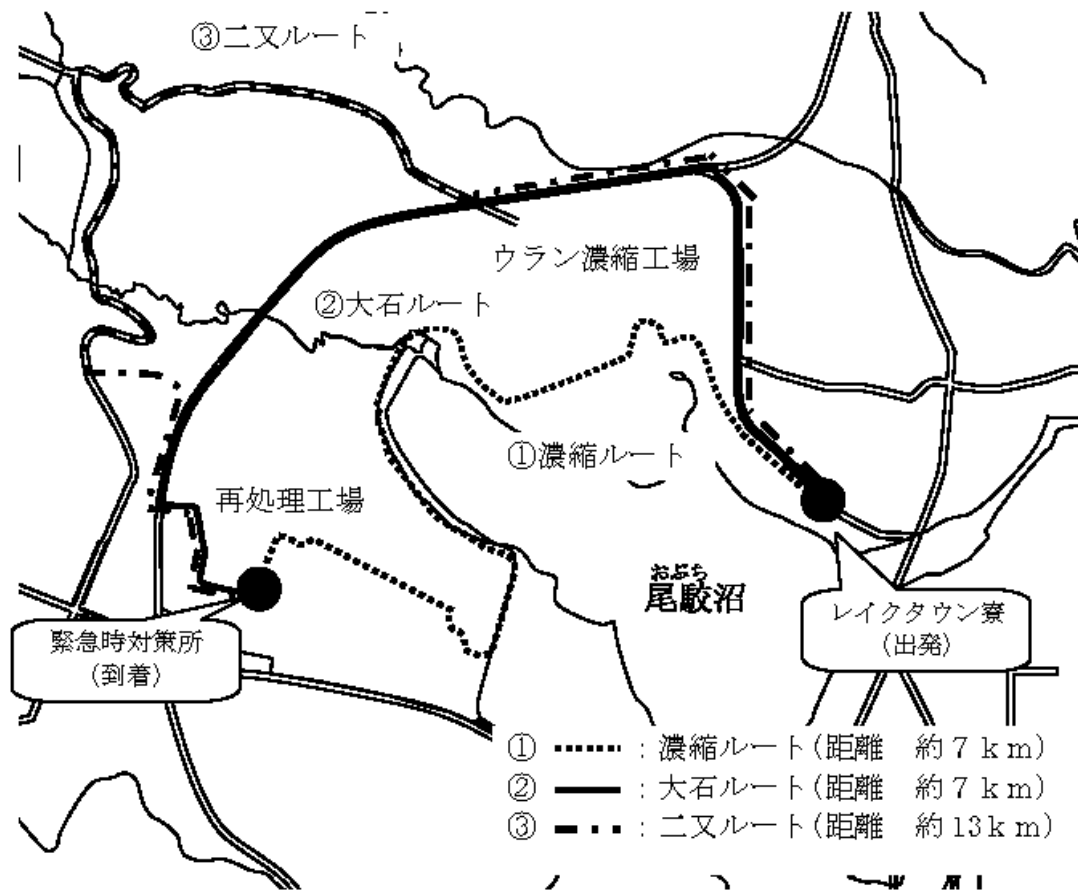 ③二又ルート
ウラン濃縮工場
②大石ルート
①濃縮ルート
再処理工場
おぶち
尾駮沼
レイクタウン寮
(出発)
緊急時対策所
(到着)
① : 濃縮ルート(距離 約7km)
② : 大石ルート(距離 約7km)
③ : 二又ルート(距離 約13km)